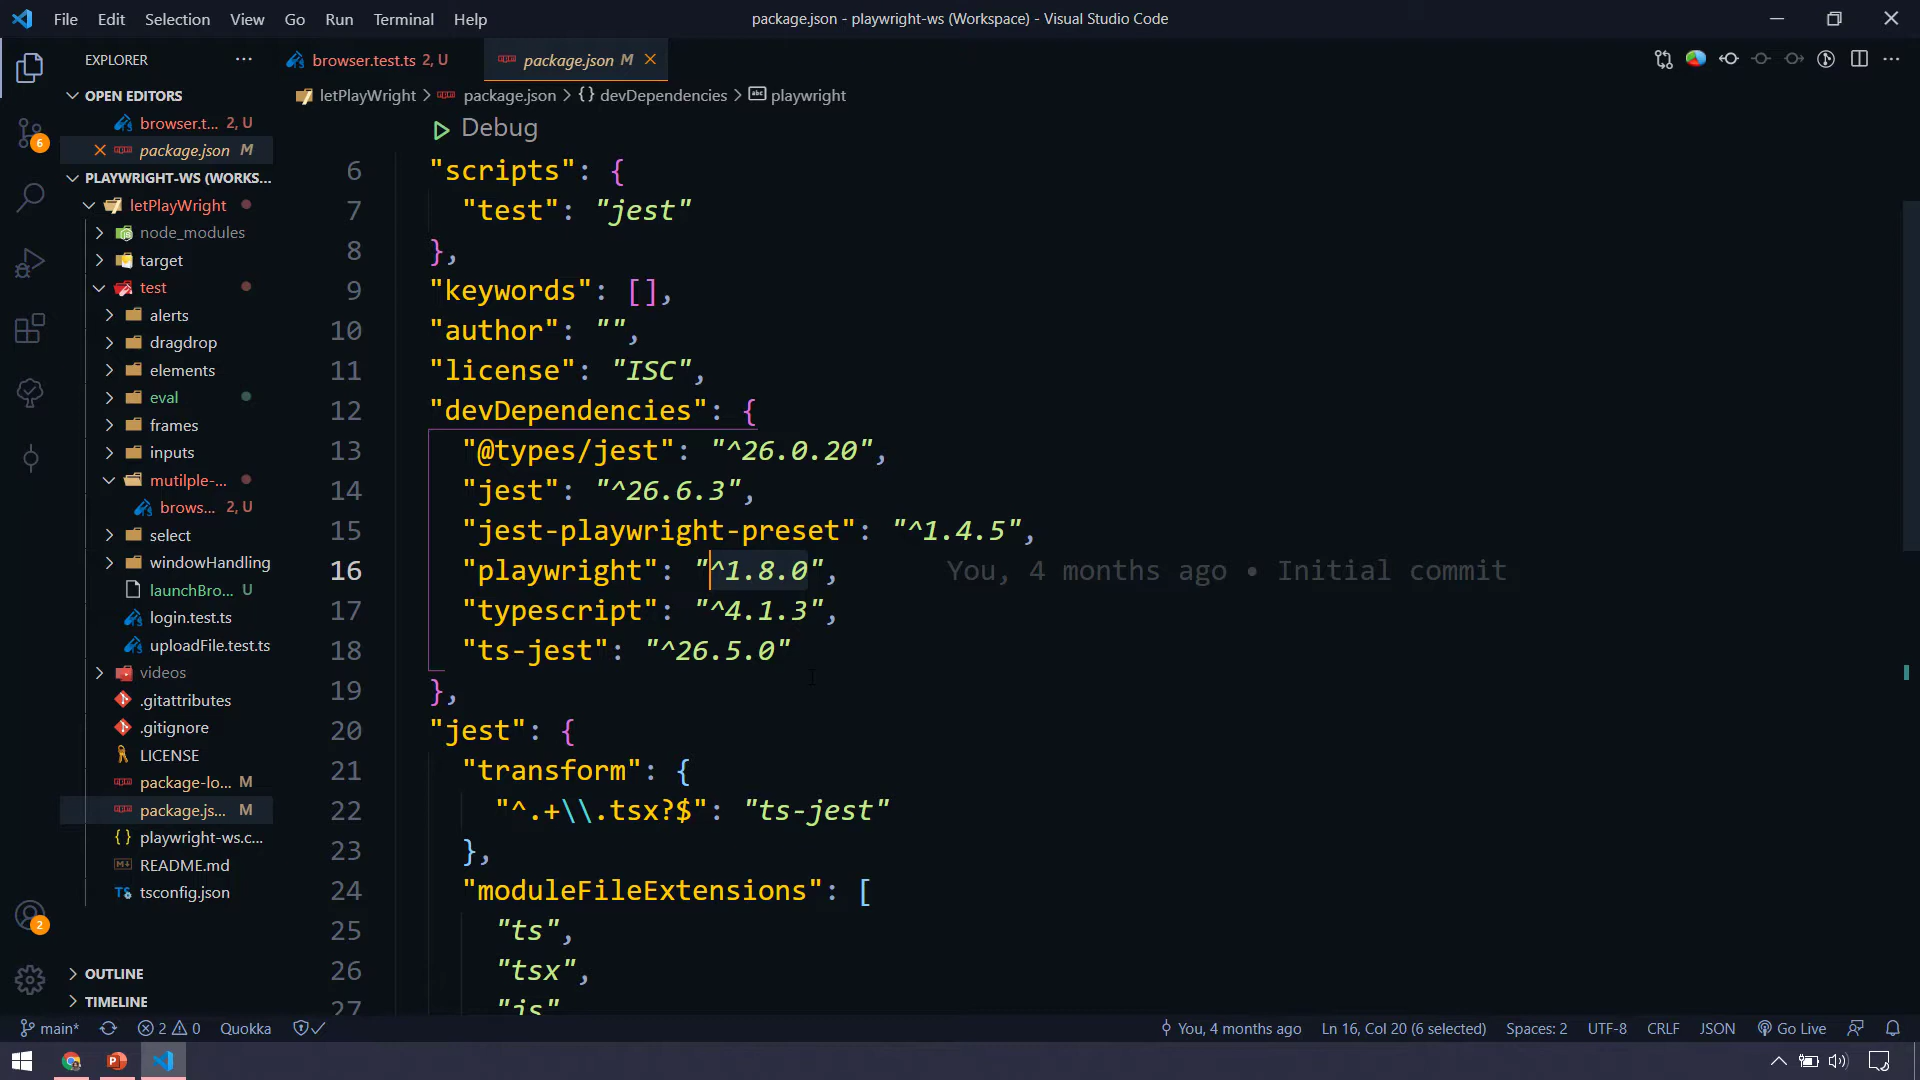 File Edit Selection View Go Run Terminal Help
package.json - playwright-ws (Workspace) - Visual Studio Code
EXPLORER
browser.test.ts 2, U
package.json M
OPEN EDITORS
browser.t... 2, U
package.json M
PLAYWRIGHT-WS (WORKS...
letPlayWright
node_modules
target
test
alerts
dragdrop
elements
eval
frames
inputs
mutilple-...
brows... 2, U
select
windowHandling
launchBro... U
login.test.ts
uploadFile.test.ts
videos
.gitattributes
.gitignore
LICENSE
package-lo... M
package.js... M
playwright-ws.c...
README.md
tsconfig.json
OUTLINE
TIMELINE
6
2
letPlayWright > package.json > {} devDependencies > abc playwright
Debug
6 "scripts": {
7 "test": "jest"
8 },
9 "keywords": [],
10 "author": "",
11 "license": "ISC",
12 "devDependencies": {
13 "@types/jest": "^26.0.20",
14 "jest": "^26.6.3",
15 "jest-playwright-preset": "^1.4.5",
16 "playwright": "^1.8.0", You, 4 months ago • Initial commit
17 "typescript": "^4.1.3",
18 "ts-jest": "^26.5.0"
19 },
20 "jest": {
21 "transform": {
22 "^.+\\.tsx?$": "ts-jest"
23 },
24 "moduleFileExtensions": [
25 "ts",
26 "tsx",
27 "js"
main* 2 0 Quokka
You, 4 months ago Ln 16, Col 20 (6 selected) Spaces: 2 UTF-8 CRLF JSON Go Live